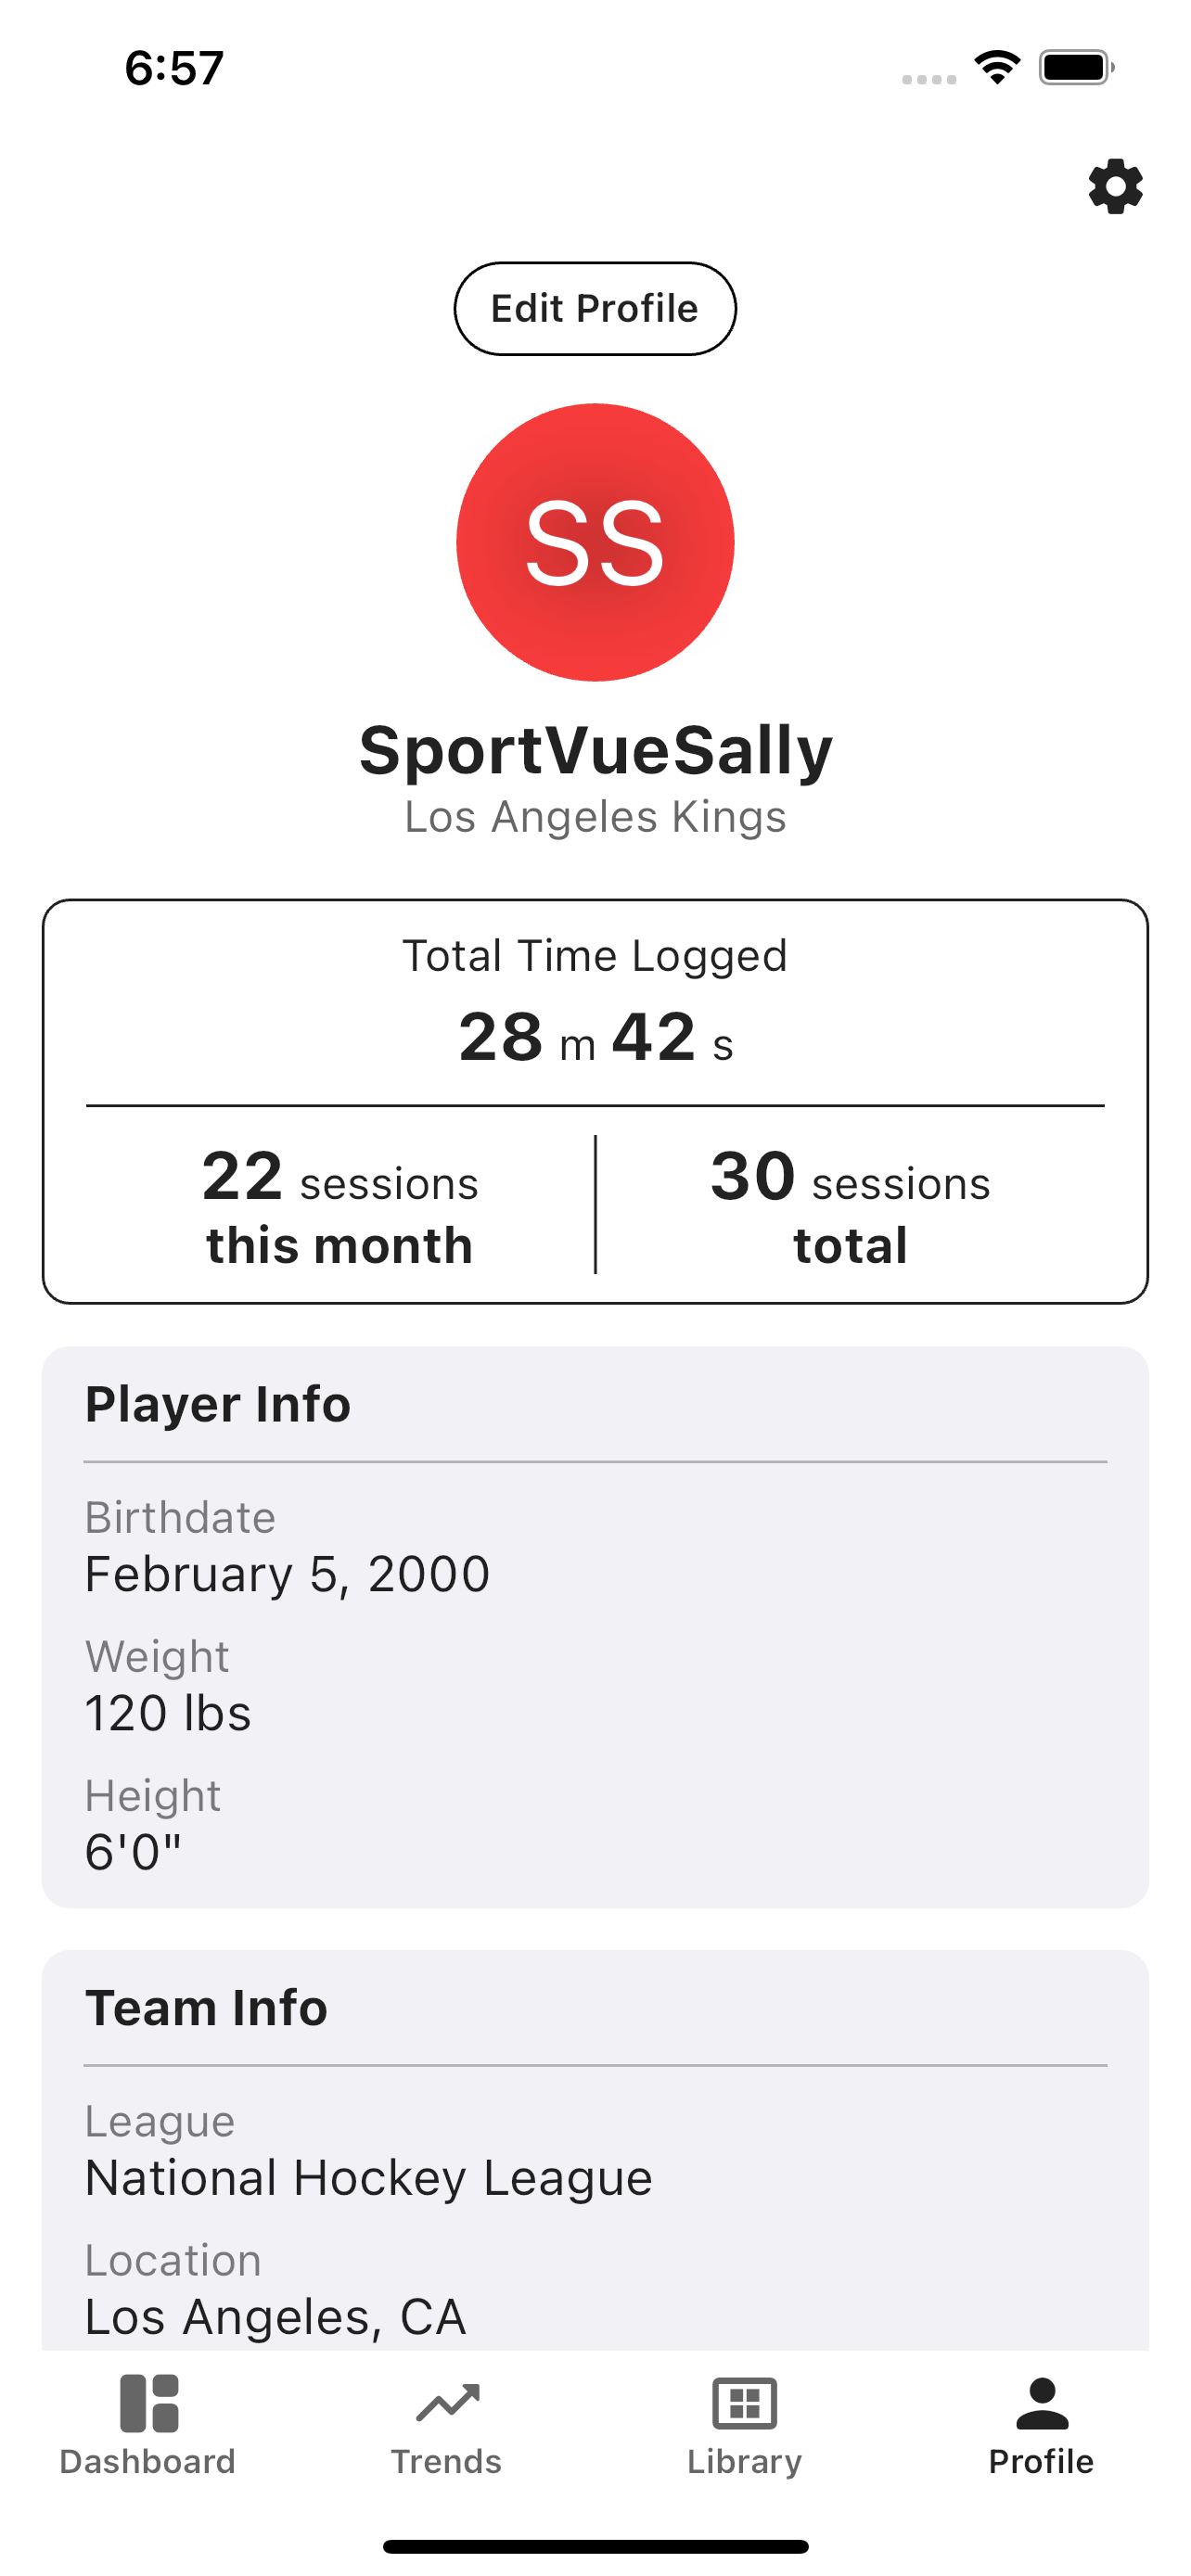 6:57
Edit Profile
SS
SportVueSally
Los Angeles Kings
Total Time Logged
28 m 42 s
22 sessions
this month
30 sessions
total
Player Info
Birthdate
February 5, 2000
Weight
120 lbs
Height
6'0"
Team Info
League
National Hockey League
Location
Los Angeles, CA
Dashboard
Trends
Library
Profile